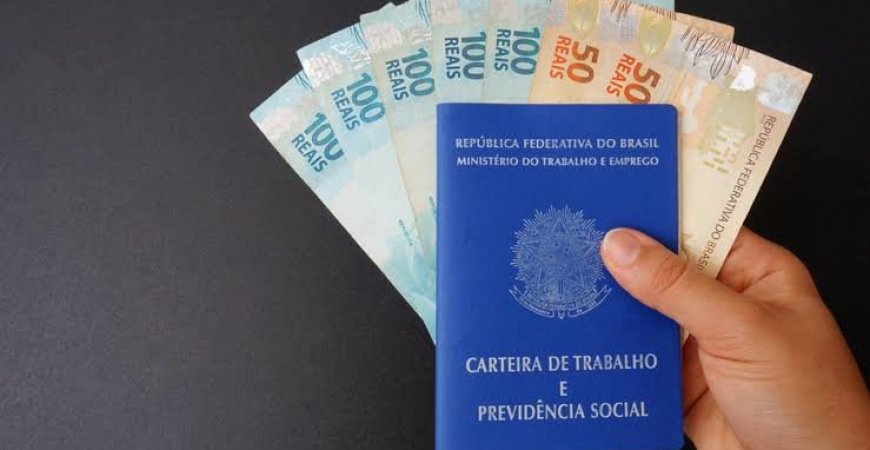 100
REAIS
100
REAIS
100
REAIS
100
REAIS
100
REAIS
50
REAIS
50
REAIS
REPÚBLICA FEDERATIVA DO BRASIL
REPÚBLICA FEDERATIVA DO BRASIL
MINISTÉRIO DO TRABALHO E EMPREGO
CARTEIRA DE TRABALHO
E
PREVIDÊNCIA SOCIAL